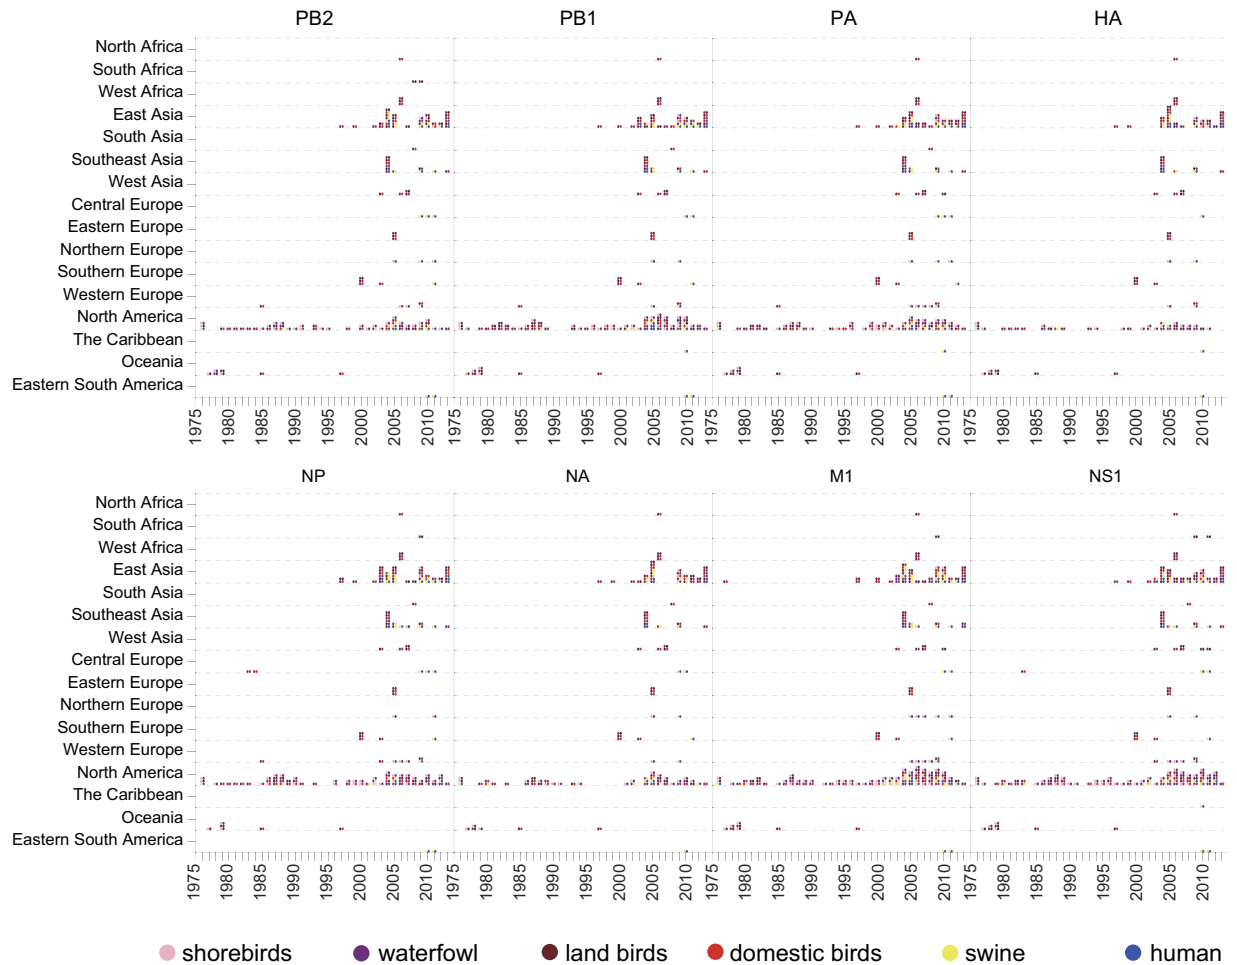 PB2 PB1 PA HA
North Africa
South Africa
West Africa
East Asia
South Asia
Southeast Asia
West Asia
Central Europe
Eastern Europe
Northern Europe
Southern Europe
Western Europe
North America
The Caribbean
Oceania
Eastern South America
1975 1980 1985 1990 1995 2000 2005 2010 1975 1980 1985 1990 1995 2000 2005 2010 1975 1980 1985 1990 1995 2000 2005 2010 1975 1980 1985 1990 1995 2000 2005 2010
NP NA M1 NS1
North Africa
South Africa
West Africa
East Asia
South Asia
Southeast Asia
West Asia
Central Europe
Eastern Europe
Northern Europe
Southern Europe
Western Europe
North America
The Caribbean
Oceania
Eastern South America
1975 1980 1985 1990 1995 2000 2005 2010 1975 1980 1985 1990 1995 2000 2005 2010 1975 1980 1985 1990 1995 2000 2005 2010 1975 1980 1985 1990 1995 2000 2005 2010
shorebirds waterfowl land birds domestic birds swine human